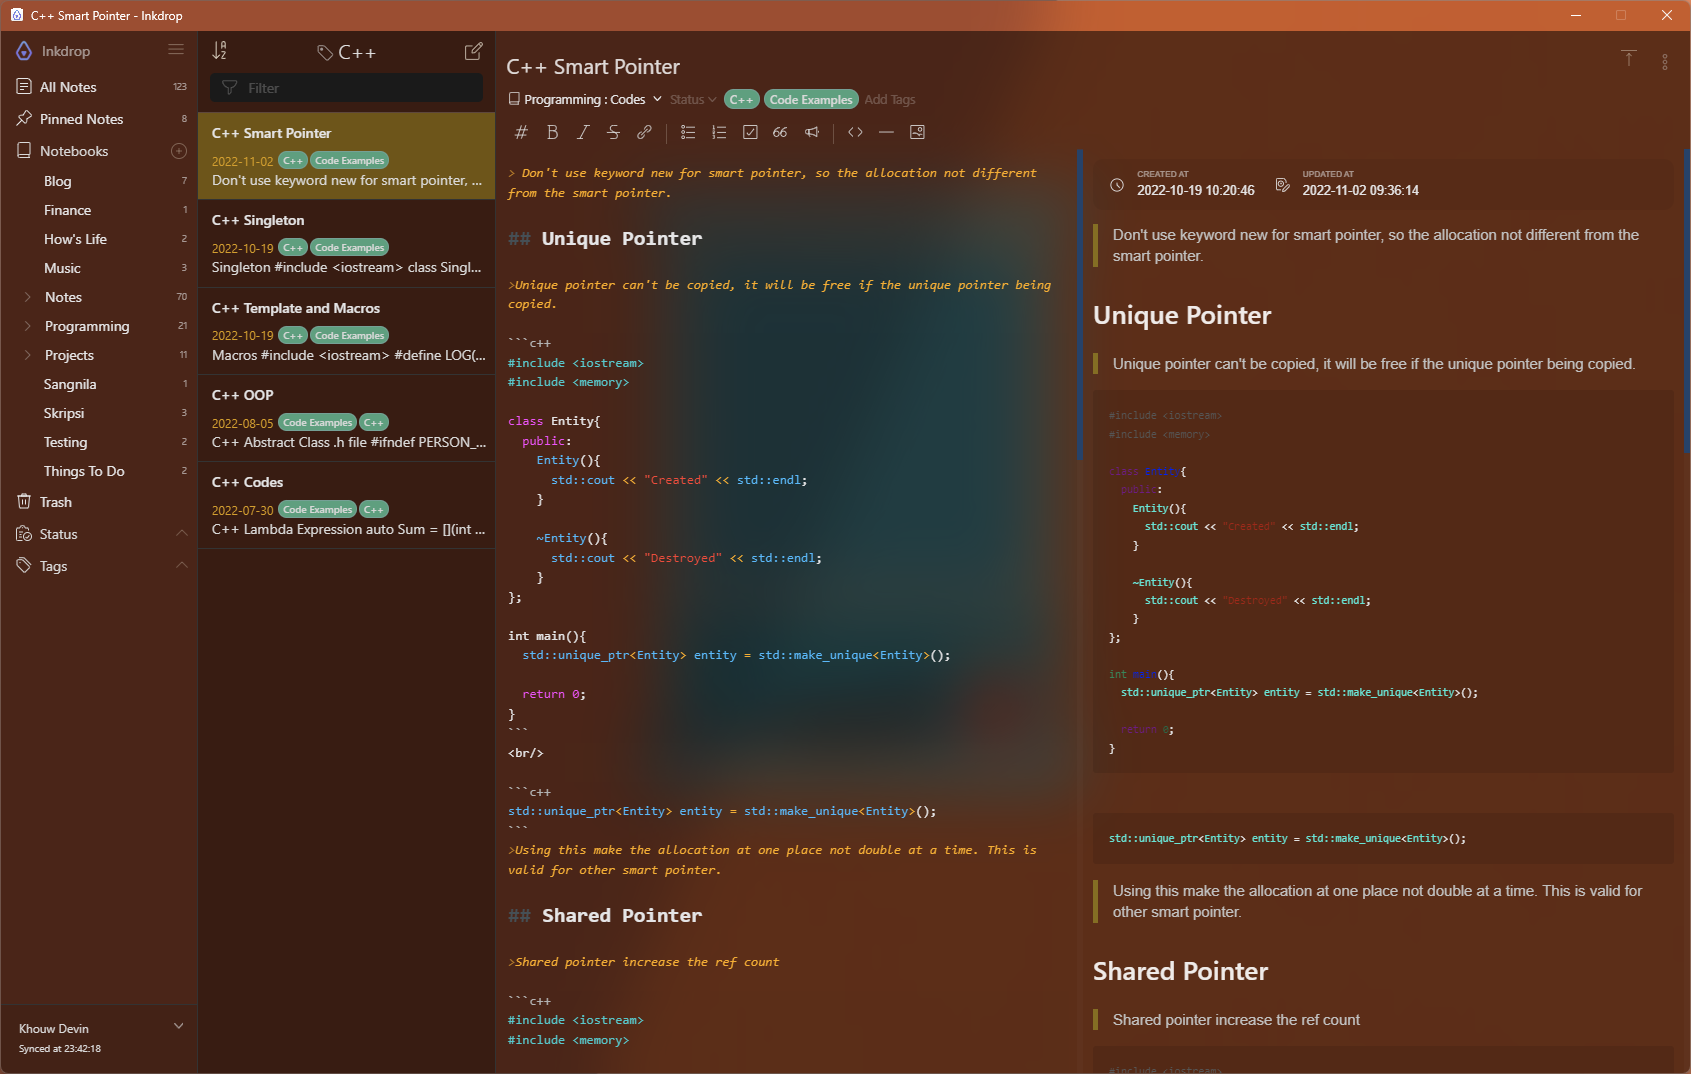 C++ Smart Pointer - Inkdrop
Inkdrop
All Notes 123
Pinned Notes 8
Notebooks
Blog 7
Finance 1
How's Life 2
Music 3
Notes 70
Programming 21
Projects 11
Sangnila 1
Skripsi 3
Testing 2
Things To Do 2
Trash
Status
Tags
Khouw Devin
Synced at 23:42:18
C++
Filter
C++ Smart Pointer
2022-11-02 C++ Code Examples
Don't use keyword new for smart pointer, ...
C++ Singleton
2022-10-19 C++ Code Examples
Singleton #include <iostream> class Singl...
C++ Template and Macros
2022-10-19 C++ Code Examples
Macros #include <iostream> #define LOG(...
C++ OOP
2022-08-05 Code Examples C++
C++ Abstract Class .h file #ifndef PERSON_...
C++ Codes
2022-07-30 Code Examples C++
C++ Lambda Expression auto Sum = [](int ...
C++ Smart Pointer
Programming : Codes Status C++ Code Examples Add Tags
> Don't use keyword new for smart pointer, so the allocation not different
from the smart pointer.
## Unique Pointer
>Unique pointer can't be copied, it will be free if the unique pointer being
copied.
```c++
#include <iostream>
#include <memory>
class Entity{
public:
Entity(){
std::cout << "Created" << std::endl;
}
~Entity(){
std::cout << "Destroyed" << std::endl;
}
};
int main(){
std::unique_ptr<Entity> entity = std::make_unique<Entity>();
return 0;
}
```
<br/>
```c++
std::unique_ptr<Entity> entity = std::make_unique<Entity>();
```
>Using this make the allocation at one place not double at a time. This is
valid for other smart pointer.
## Shared Pointer
>Shared pointer increase the ref count
```c++
#include <iostream>
#include <memory>
CREATED AT
2022-10-19 10:20:46
UPDATED AT
2022-11-02 09:36:14
Don't use keyword new for smart pointer, so the allocation not different from the
smart pointer.
Unique Pointer
Unique pointer can't be copied, it will be free if the unique pointer being copied.
#include <iostream>
#include <memory>
class Entity{
public:
Entity(){
std::cout << "Created" << std::endl;
}
~Entity(){
std::cout << "Destroyed" << std::endl;
}
};
int main(){
std::unique_ptr<Entity> entity = std::make_unique<Entity>();
return 0;
}
std::unique_ptr<Entity> entity = std::make_unique<Entity>();
Using this make the allocation at one place not double at a time. This is valid for
other smart pointer.
Shared Pointer
Shared pointer increase the ref count
#include <iostream>